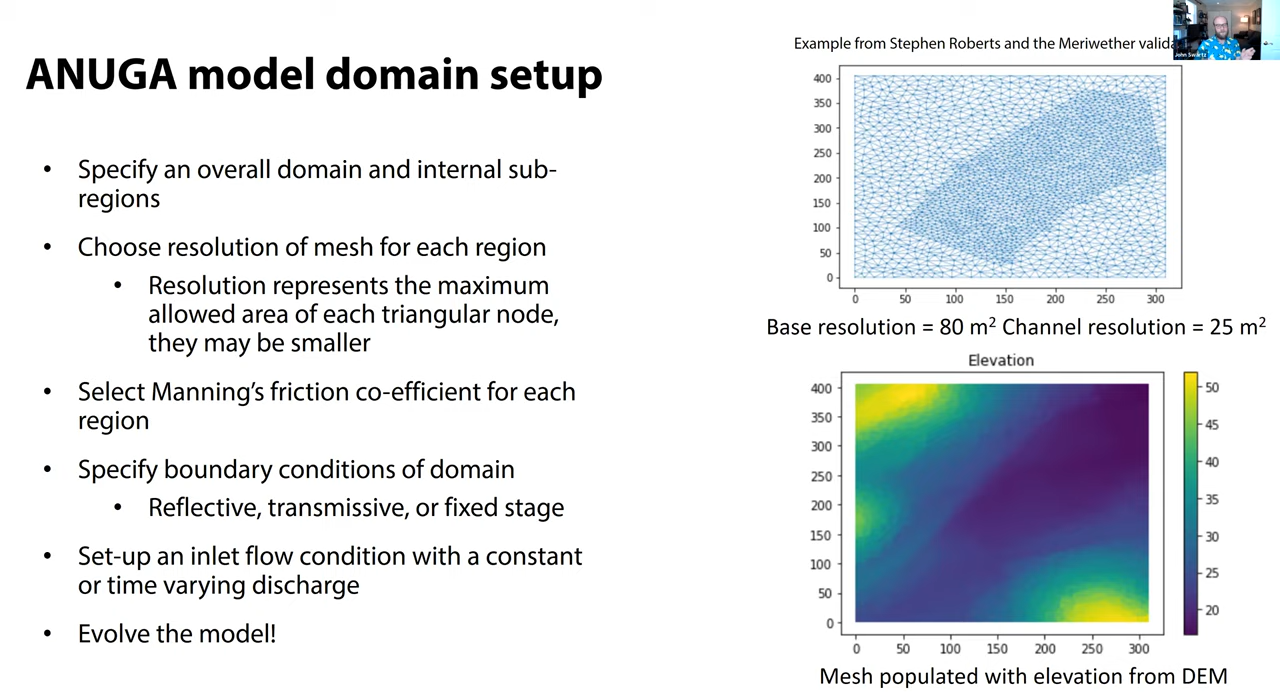 ANUGA model domain setup
• Specify an overall domain and internal sub-
regions
• Choose resolution of mesh for each region
• Resolution represents the maximum
allowed area of each triangular node,
they may be smaller
• Select Manning's friction co-efficient for each
region
• Specify boundary conditions of domain
• Reflective, transmissive, or fixed stage
• Set-up an inlet flow condition with a constant
or time varying discharge
• Evolve the model!
Example from Stephen Roberts and the Meriwether
John Swartz
400
350
300
250
200
150
100
50
0
0 50 100 150 200 250 300
Base resolution = 80 m² Channel resolution = 25 m²
Elevation
400
350
300
250
200
150
100
50
0
0 50 100 150 200 250 300
50
45
40
35
30
25
20
Mesh populated with elevation from DEM